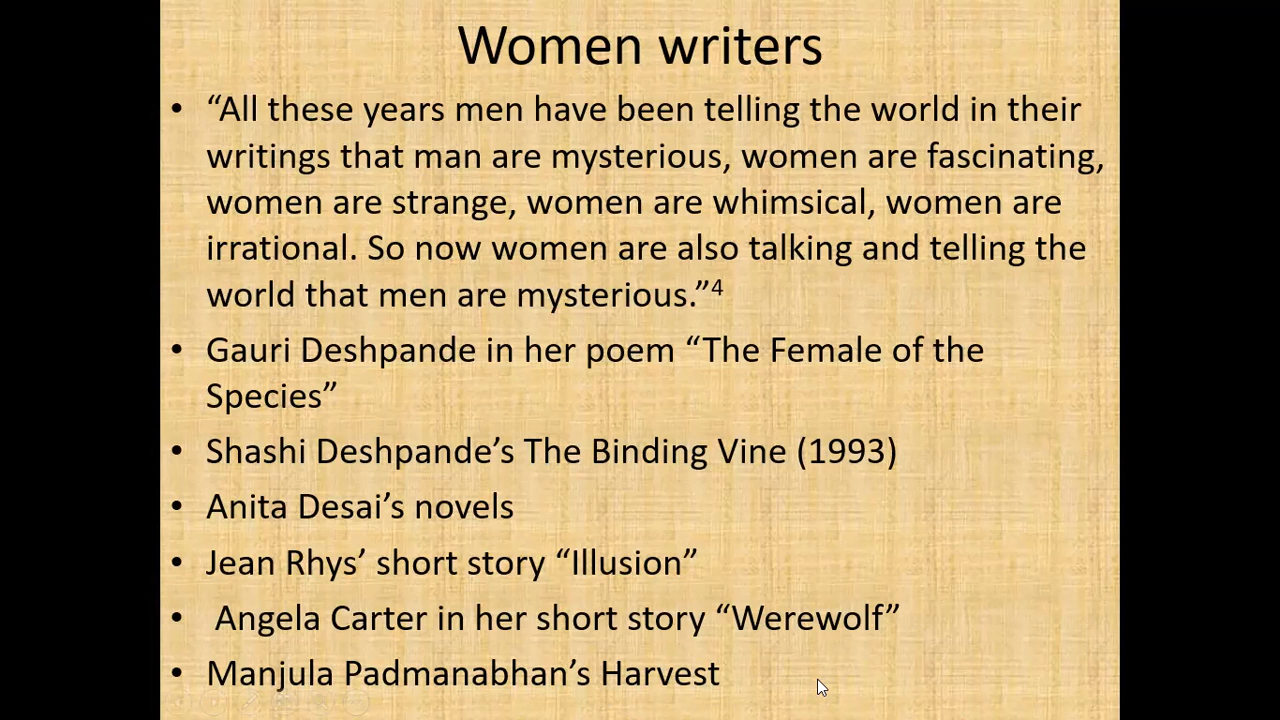 Women writers
• “All these years men have been telling the world in their
writings that man are mysterious, women are fascinating,
women are strange, women are whimsical, women are
irrational. So now women are also talking and telling the
world that men are mysterious.”4
• Gauri Deshpande in her poem “The Female of the
Species”
• Shashi Deshpande’s The Binding Vine (1993)
• Anita Desai’s novels
• Jean Rhys’ short story “Illusion”
• Angela Carter in her short story “Werewolf”
• Manjula Padmanabhan’s Harvest